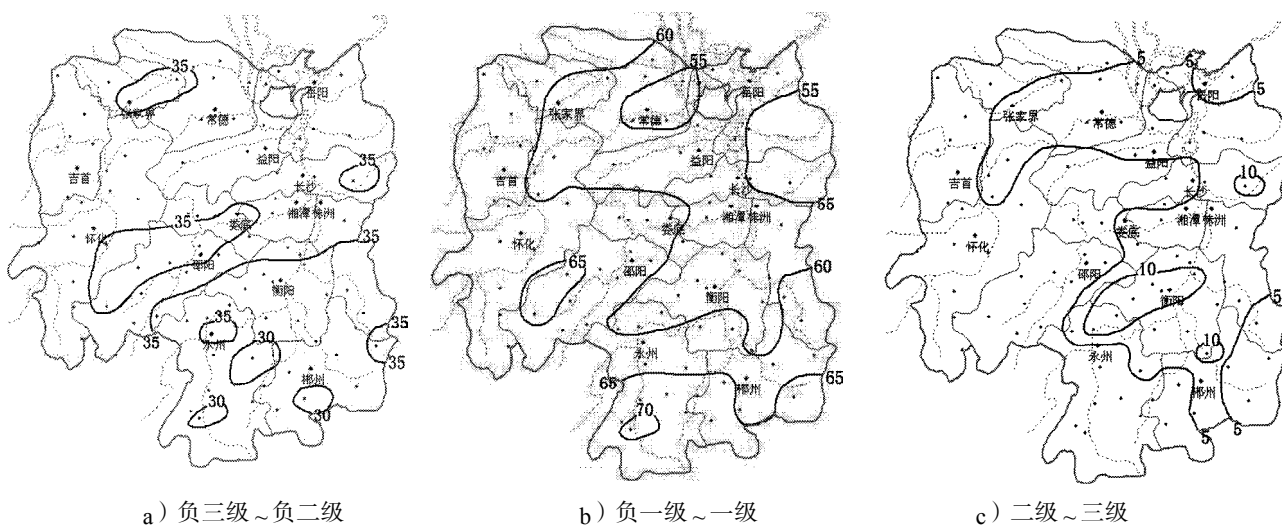 35
张家界
常德
岳阳
益阳
吉首
35
长沙
35
娄底
湘潭 株洲
怀化
35
邵阳
衡阳
35
35
35
永州
30
35
郴州
30
30
a）负三级~负二级
60
55
岳阳
55
张家界
常德
益阳
吉首
长沙
55
湘潭 株洲
娄底
怀化
65
邵阳
60
衡阳
永州
65
郴州
65
70
b）负一级~一级
5
5
岳阳
5
张家界
常德
益阳
吉首
长沙
10
湘潭 株洲
娄底
怀化
邵阳
10
衡阳
5
永州
10
郴州
5
5
c）二级~三级